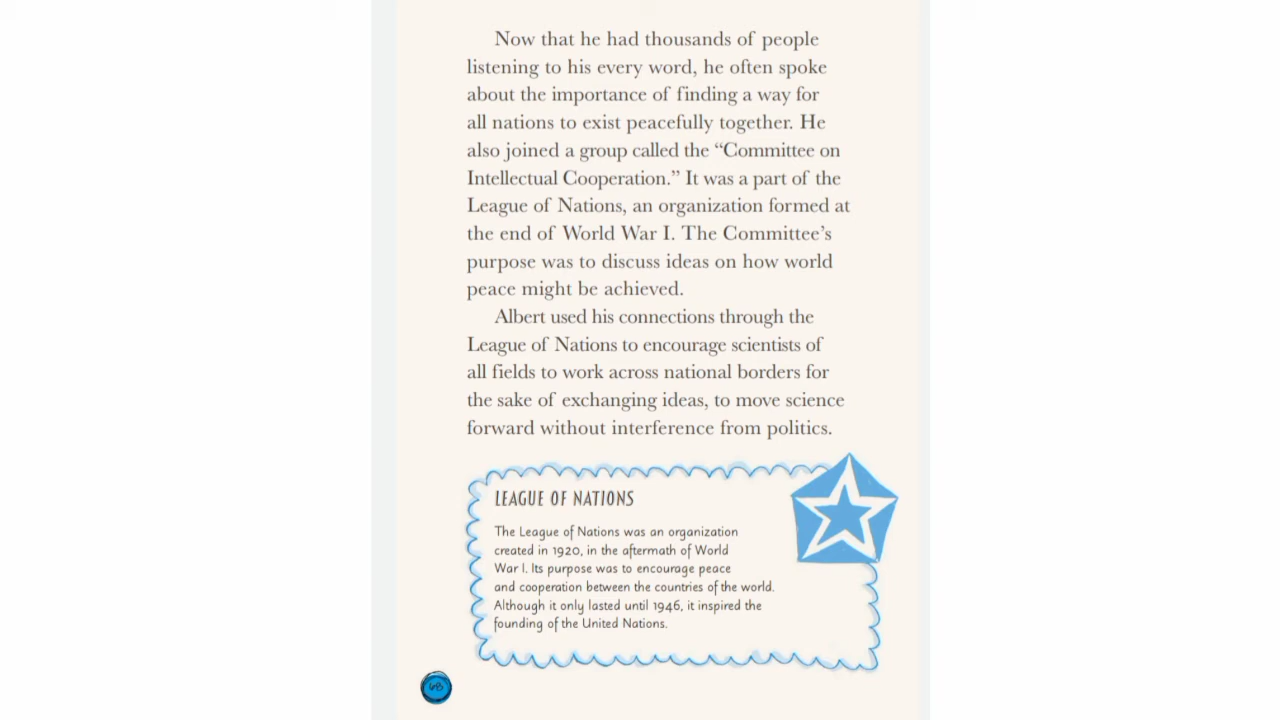 Now that he had thousands of people
listening to his every word, he often spoke
about the importance of finding a way for
all nations to exist peacefully together. He
also joined a group called the “Committee on
Intellectual Cooperation.” It was a part of the
League of Nations, an organization formed at
the end of World War I. The Committee’s
purpose was to discuss ideas on how world
peace might be achieved.
Albert used his connections through the
League of Nations to encourage scientists of
all fields to work across national borders for
the sake of exchanging ideas, to move science
forward without interference from politics.
LEAGUE OF NATIONS
The League of Nations was an organization
created in 1920, in the aftermath of World
War I. Its purpose was to encourage peace
and cooperation between the countries of the world.
Although it only lasted until 1946, it inspired the
founding of the United Nations.
68